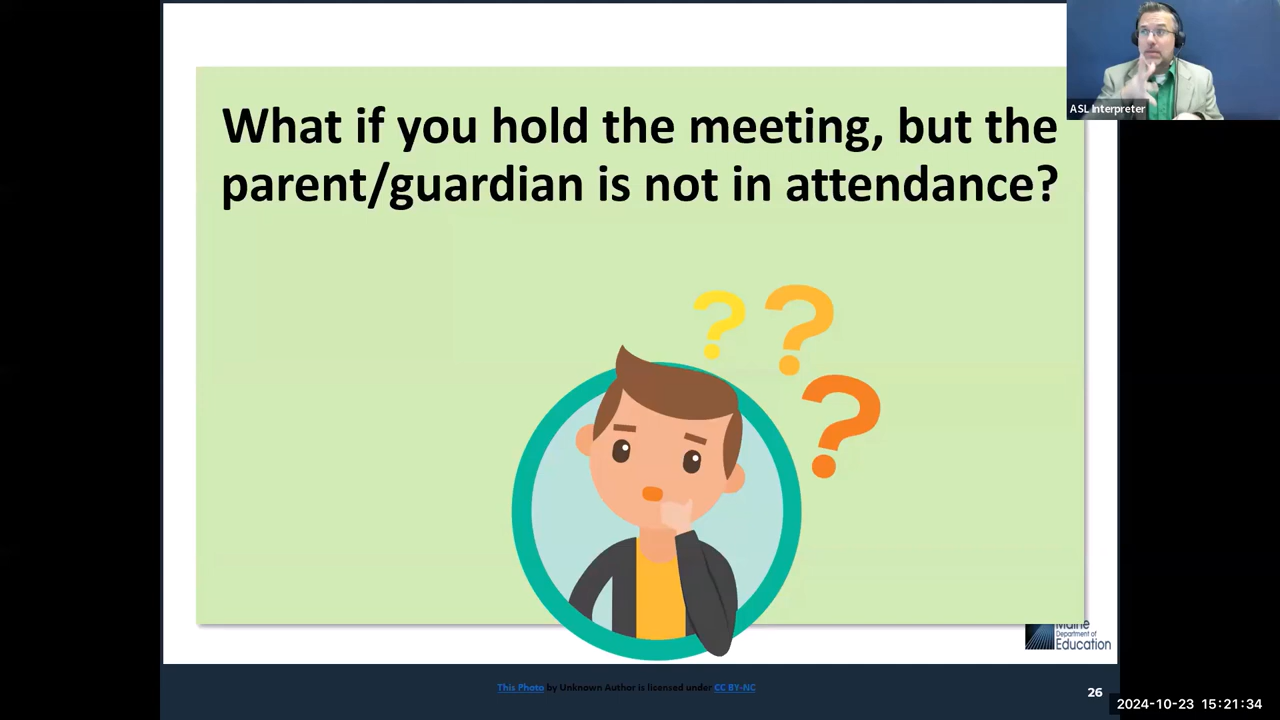 What if you hold the meeting, but the
parent/guardian is not in attendance?
ASL Interpreter
?
?
?
Maine
Department of
Education
This Photo by Unknown Author is licensed under CC BY-NC
26
2024-10-23 15:21:34